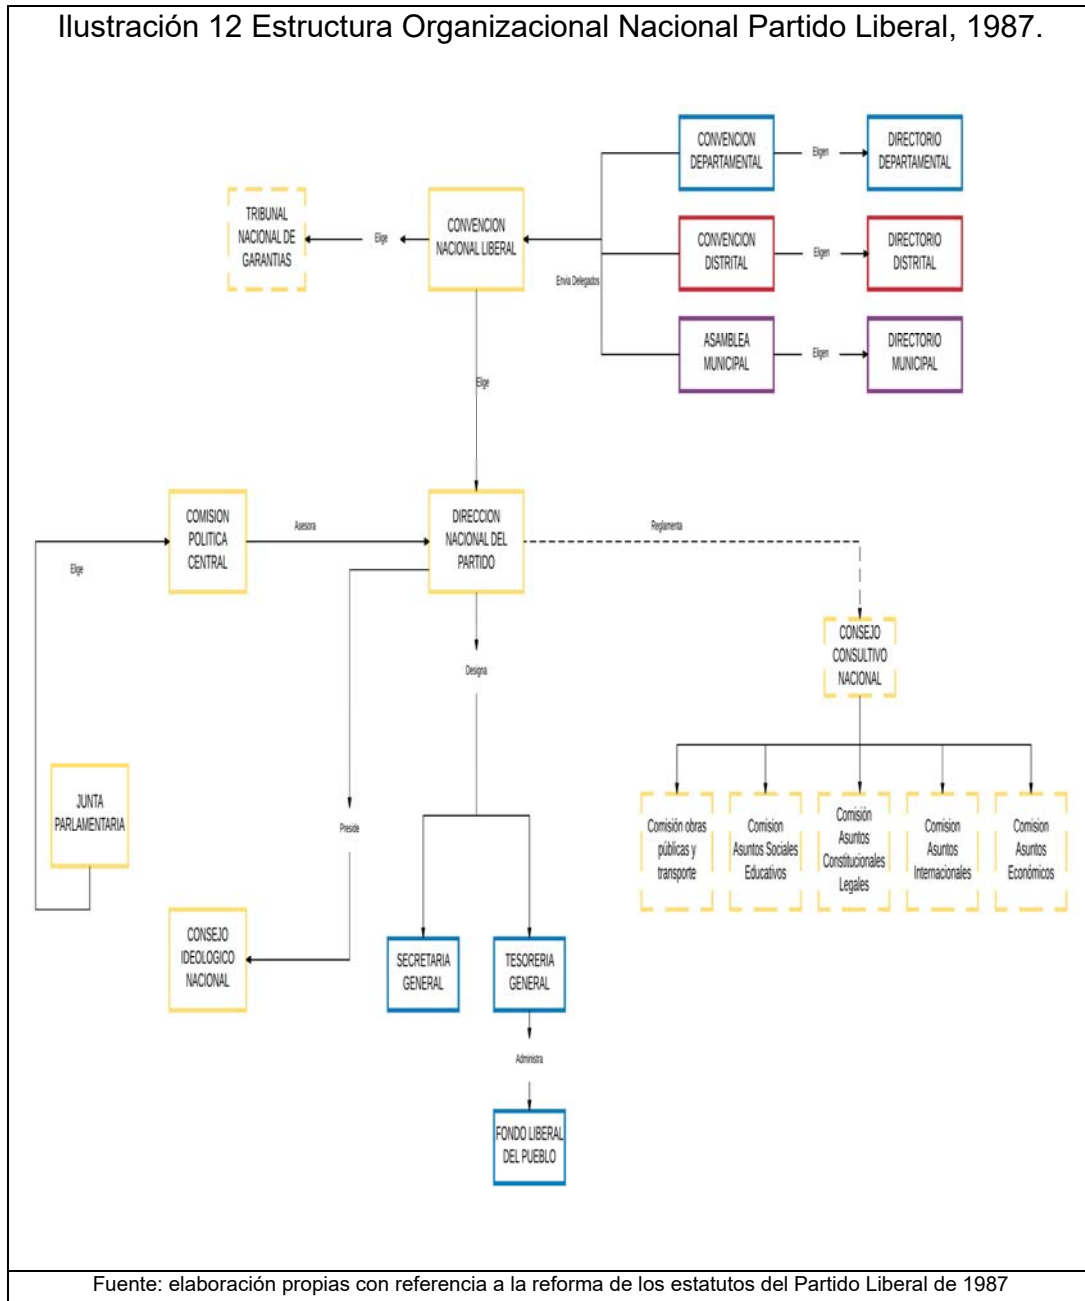 Ilustración 12 Estructura Organizacional Nacional Partido Liberal, 1987.
CONVENCION
DEPARTAMENTAL
Eligen
DIRECTORIO
DEPARTAMENTAL
TRIBUNAL
NACIONAL DE
GARANTIAS
Elige
CONVENCION
NACIONAL LIBERAL
CONVENCION
DISTRITAL
Eligen
DIRECTORIO
DISTRITAL
Envia Delegados
ASAMBLEA
MUNICIPAL
Eligen
DIRECTORIO
MUNICIPAL
Elige
COMISION
POLITICA
CENTRAL
Asesora
DIRECCION
NACIONAL DEL
PARTIDO
Reglamenta
Elige
CONSEJO
CONSULTIVO
NACIONAL
Designa
JUNTA
PARLAMENTARIA
Preside
Comisión obras
públicas y
transporte
Comision
Asuntos Sociales
Educativos
Comisión
Asuntos
Constitucionales
Legales
Comision
Asuntos
Internacionales
Comision
Asuntos
Económicos
CONSEJO
IDEOLOGICO
NACIONAL
SECRETARIA
GENERAL
TESORERIA
GENERAL
Administra
FONDO LIBERAL
DEL PUEBLO
Fuente: elaboración propias con referencia a la reforma de los estatutos del Partido Liberal de 1987